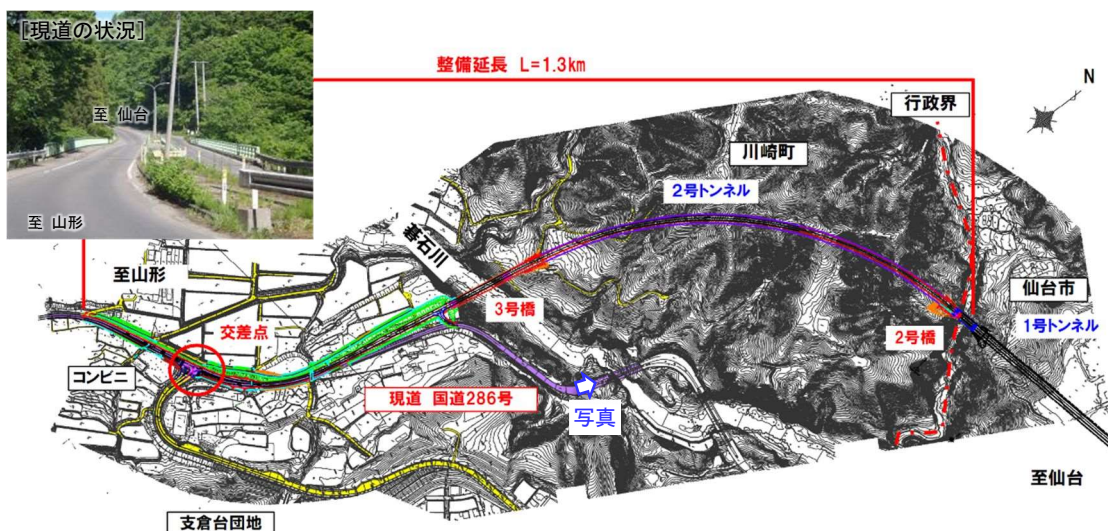 [現道の状況]
至 仙台
至 山形
整備延長 L=1.3km
N
行政界
川崎町
2号トンネル
碁石川
至山形
3号橋
仙台市
交差点
1号トンネル
2号橋
コンビニ
現道 国道286号
写真
至仙台
支倉台団地